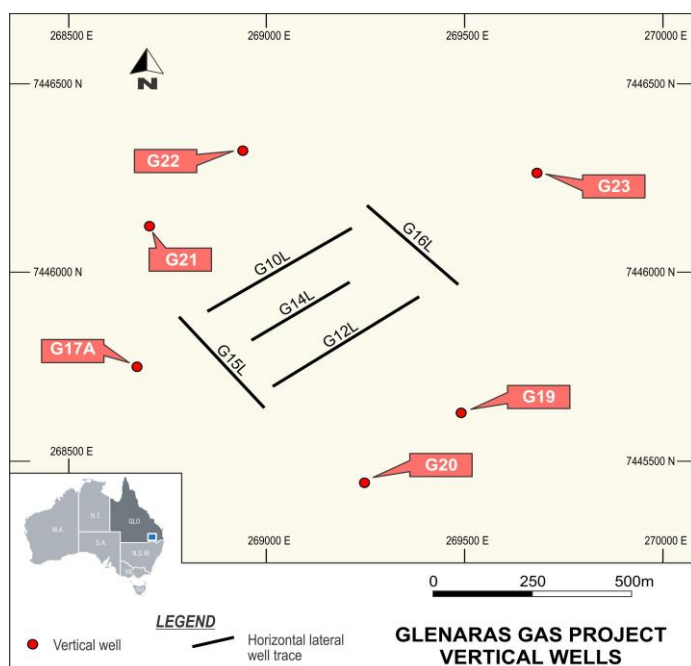 268500 E
269000 E
269500 E
270000 E
7446500 N
7446500 N
N
G22
G23
G21
G16L
G10L
7446000 N
7446000 N
G14L
G12L
G15L
G17A
G19
268500 E
7445500 N
G20
269000 E
269500 E
270000 E
W.A.
N.T.
QLD
S.A.
N.S.W.
0 250 500m
LEGEND
Vertical well
Horizontal lateral
well trace
GLENARAS GAS PROJECT
VERTICAL WELLS